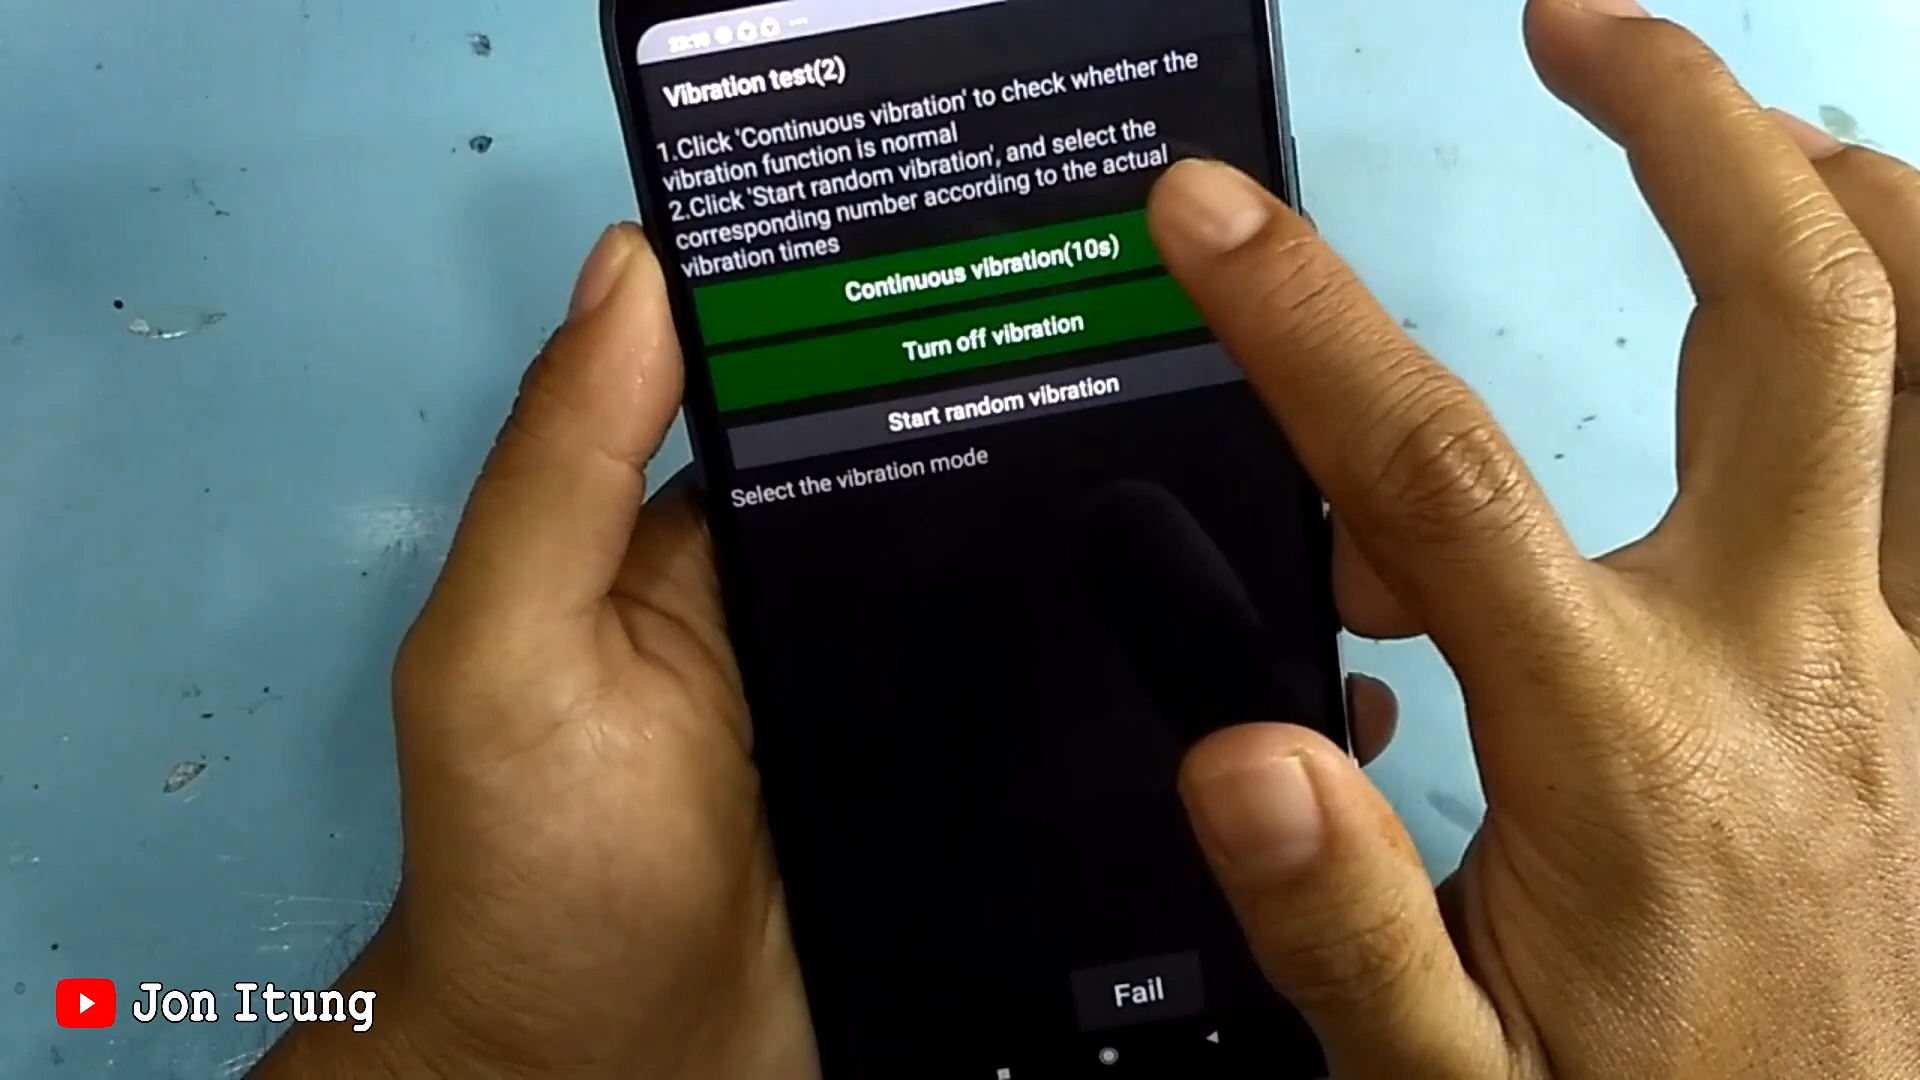 Vibration test(2)
1.Click 'Continuous vibration' to check whether the
vibration function is normal
2.Click 'Start random vibration', and select the
corresponding number according to the actual
vibration times
Continuous vibration(10s)
Turn off vibration
Start random vibration
Select the vibration mode
Fail
Jon Itung